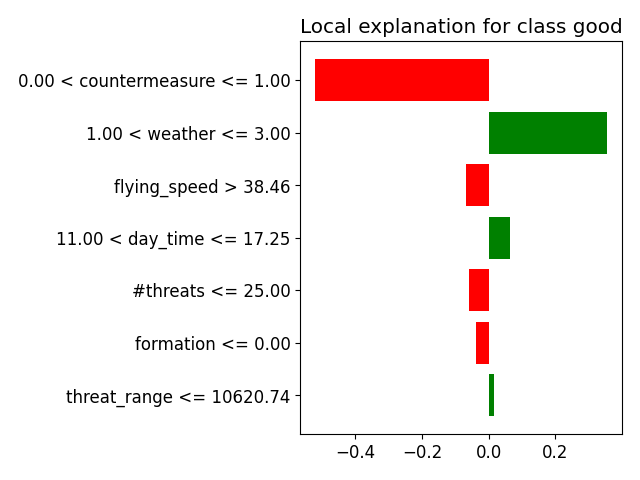 Local explanation for class good
0.00 < countermeasure <= 1.00
1.00 < weather <= 3.00
flying_speed > 38.46
11.00 < day_time <= 17.25
#threats <= 25.00
formation <= 0.00
threat_range <= 10620.74
−0.4 −0.2 0.0 0.2